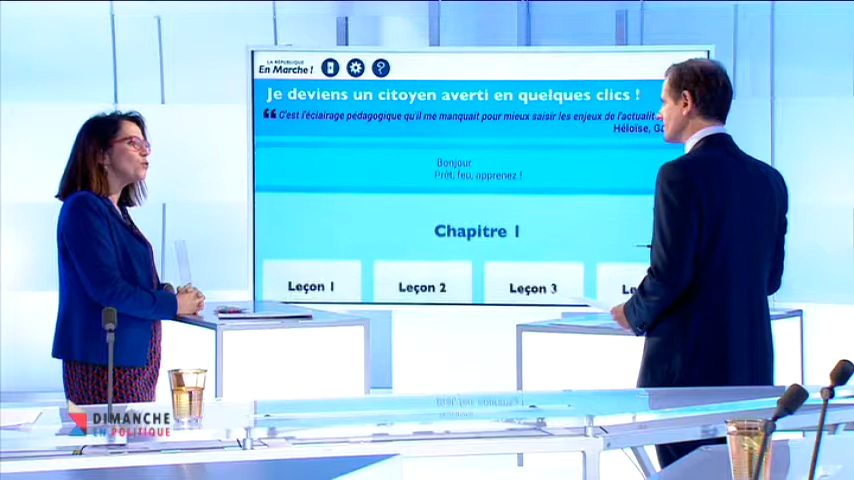 LA RÉPUBLIQUE
En Marche !
Je deviens un citoyen averti en quelques clics !
C'est l'éclairage pédagogique qu'il me manquait pour mieux saisir les enjeux de l'actualit
Héloïse,
Bonjour
Prêt, feu, apprenez !
Chapitre 1
Leçon 1
Leçon 2
Leçon 3
DIMANCHE
EN POLITIQUE